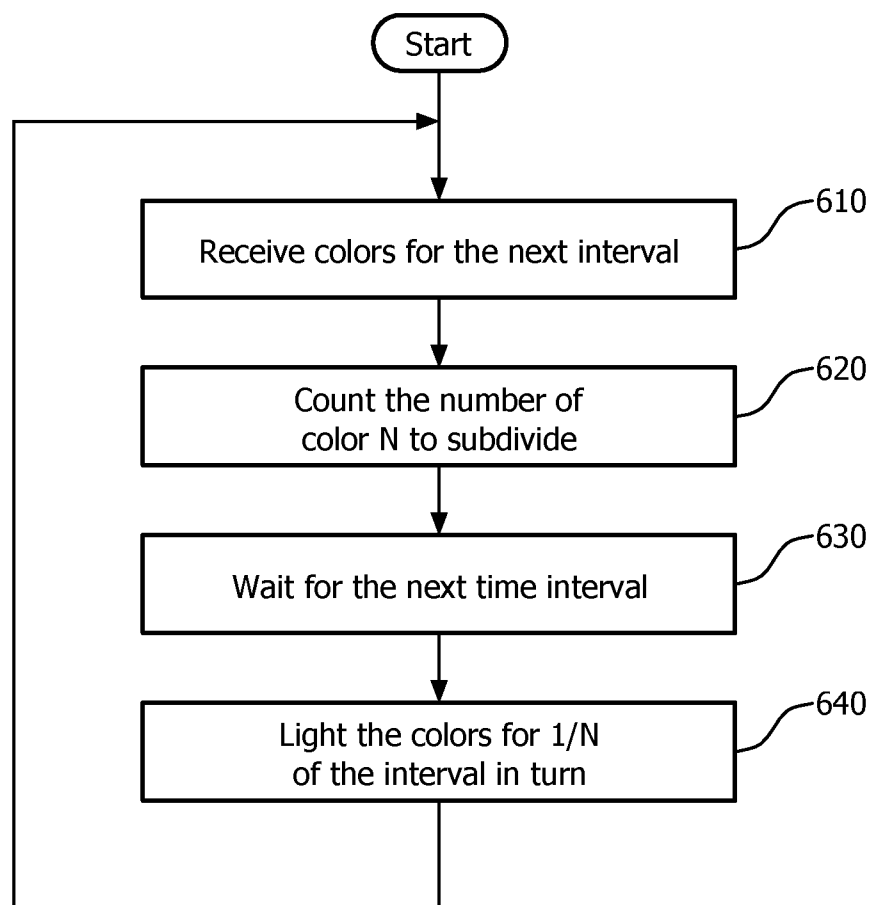 Start
610
Receive colors for the next interval
620
Count the number of
color N to subdivide
630
Wait for the next time interval
640
Light the colors for 1/N
of the interval in turn